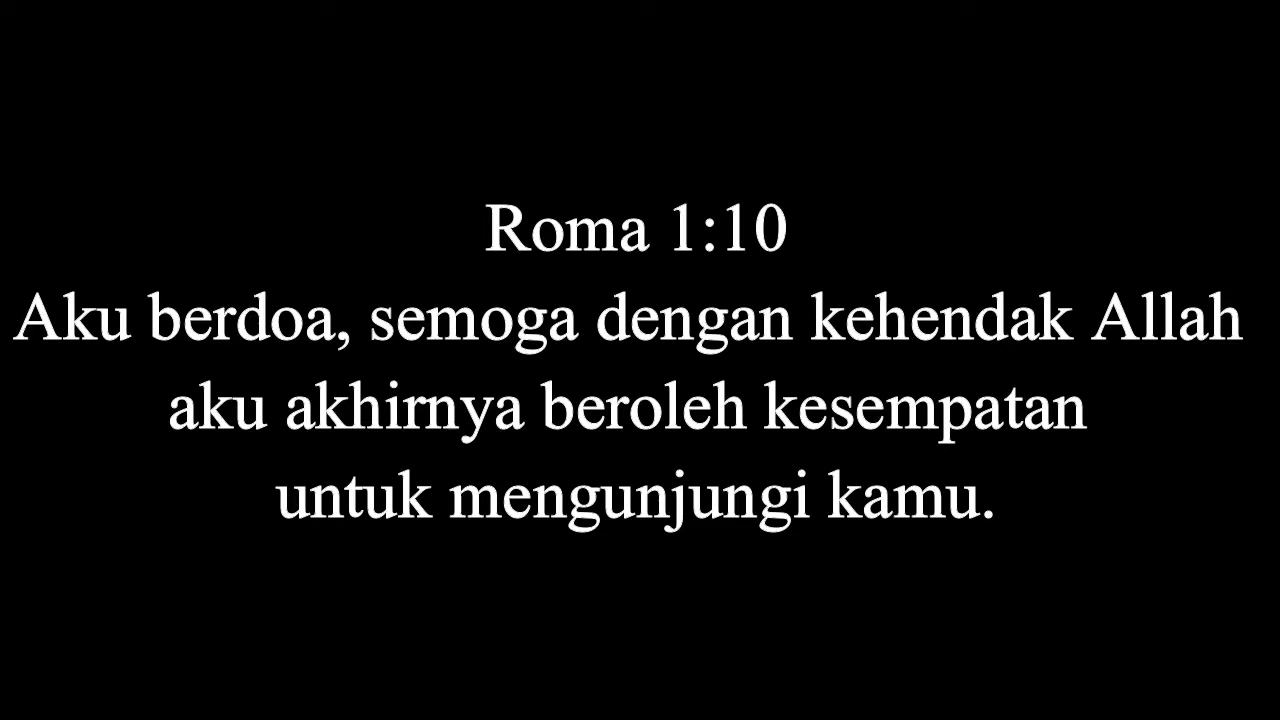 Roma 1:10
Aku berdoa, semoga dengan kehendak Allah
aku akhirnya beroleh kesempatan
untuk mengunjungi kamu.